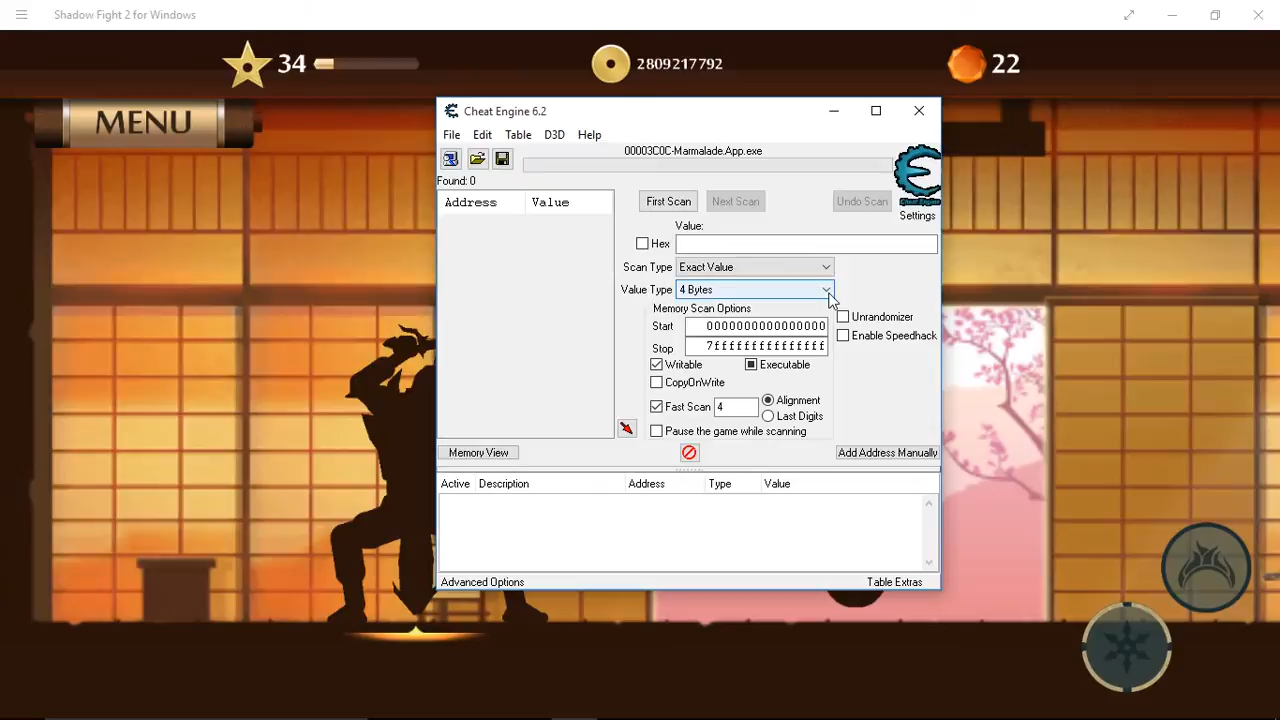 Shadow Fight 2 for Windows
34
2809217792
22
MENU
Cheat Engine 6.2
File Edit Table D3D Help
00003C0C-Marmalade.App.exe
Found: 0
Address Value
First Scan Next Scan Undo Scan
Cheat Engine
Settings
Value:
Hex
Scan Type Exact Value
Value Type 4 Bytes
Memory Scan Options
Start 0000000000000000
Stop 7fffffffffffffff
Unrandomizer
Enable Speedhack
Writable Executable
CopyOnWrite
Fast Scan 4 Alignment
Last Digits
Pause the game while scanning
Memory View Add Address Manually
Active Description Address Type Value
Advanced Options Table Extras